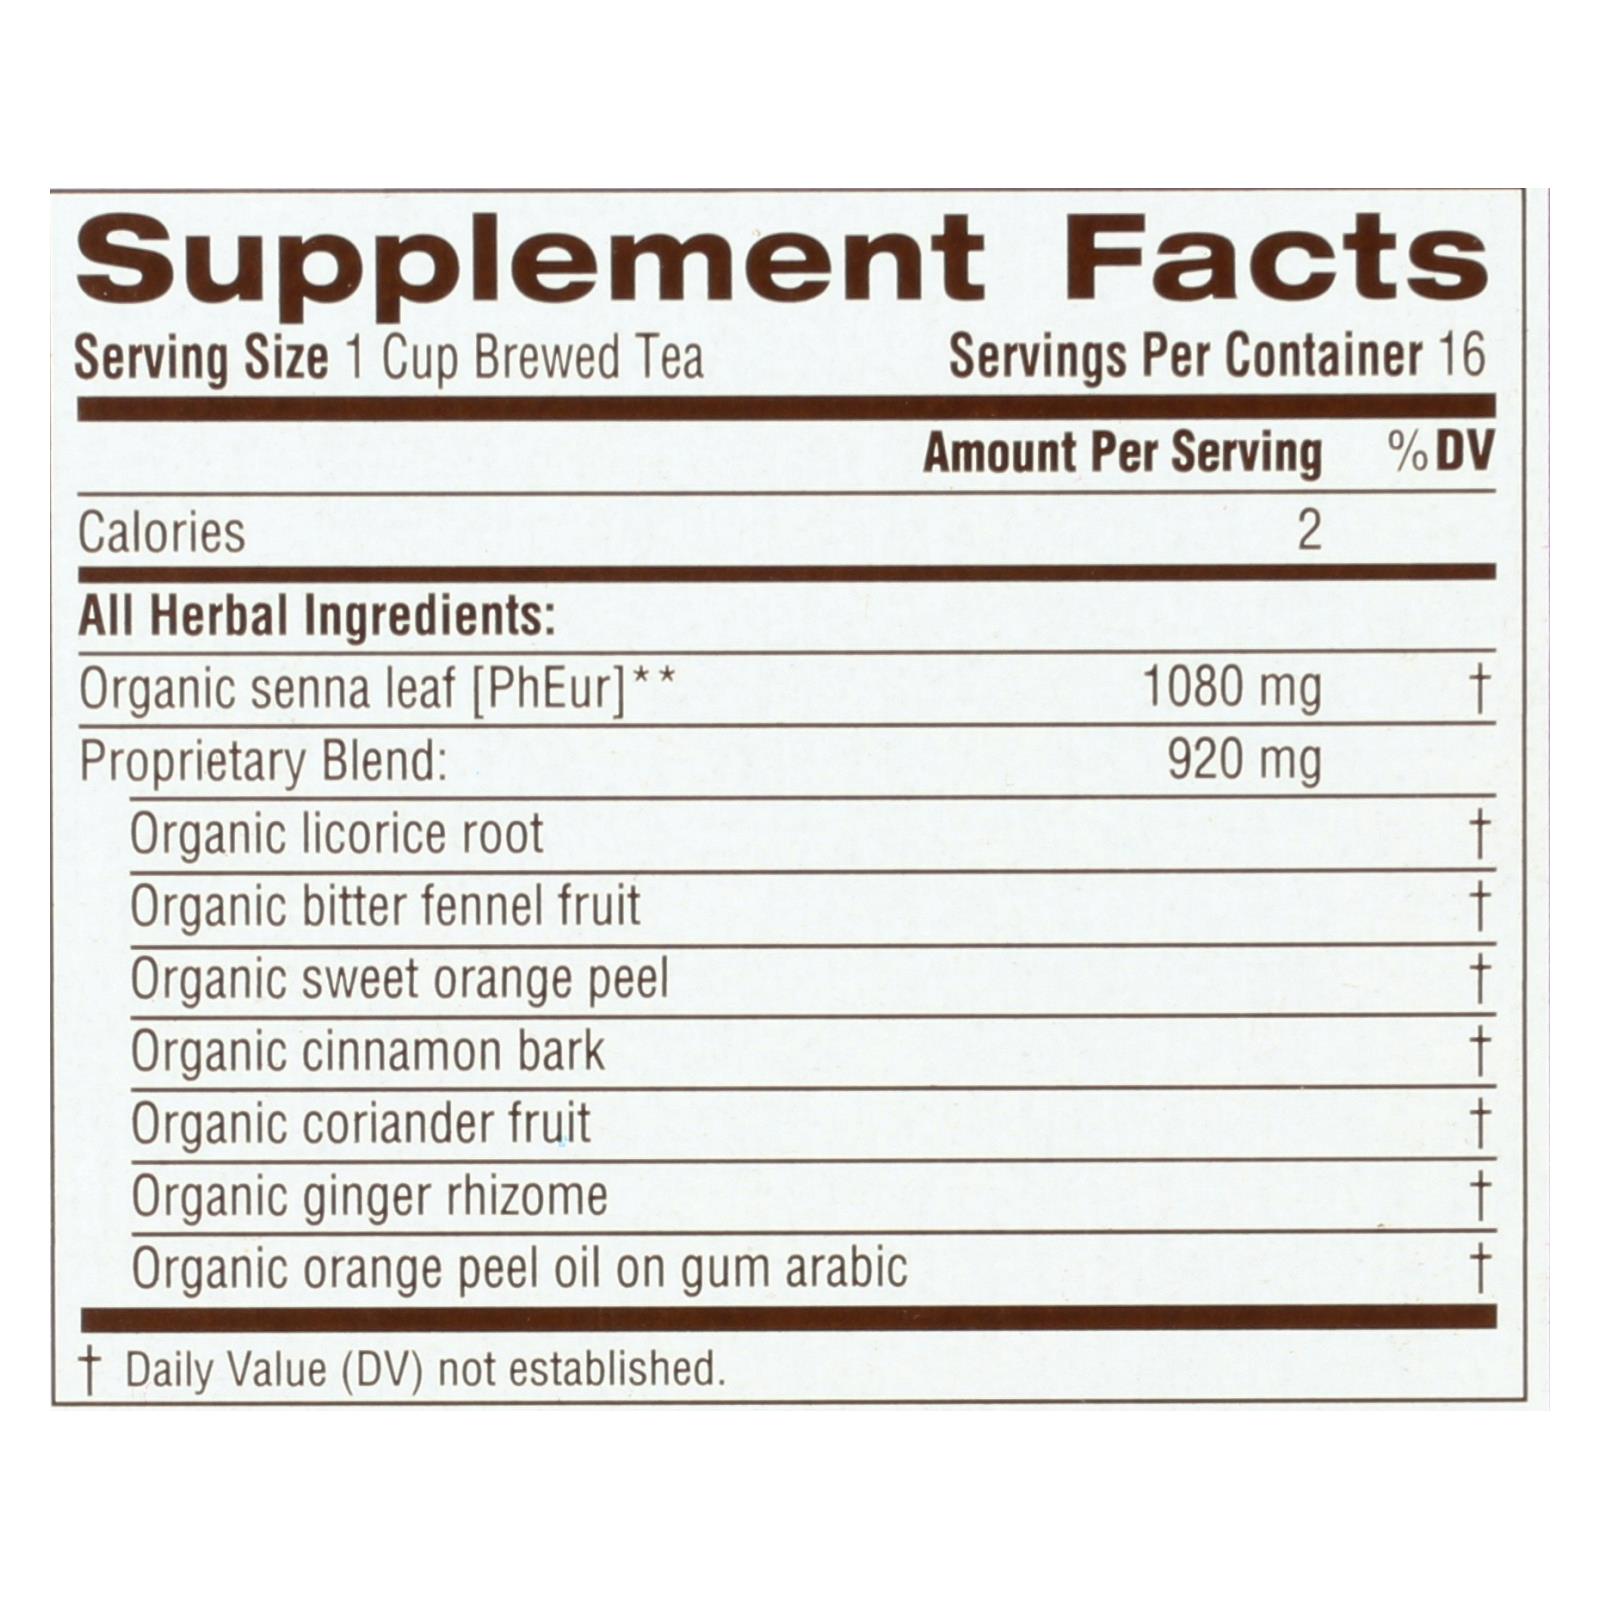 Supplement Facts
Serving Size 1 Cup Brewed Tea Servings Per Container 16
Amount Per Serving % DV
Calories 2
All Herbal Ingredients:
Organic senna leaf [PhEur]** 1080 mg †
Proprietary Blend: 920 mg
Organic licorice root †
Organic bitter fennel fruit †
Organic sweet orange peel †
Organic cinnamon bark †
Organic coriander fruit †
Organic ginger rhizome †
Organic orange peel oil on gum arabic †
† Daily Value (DV) not established.